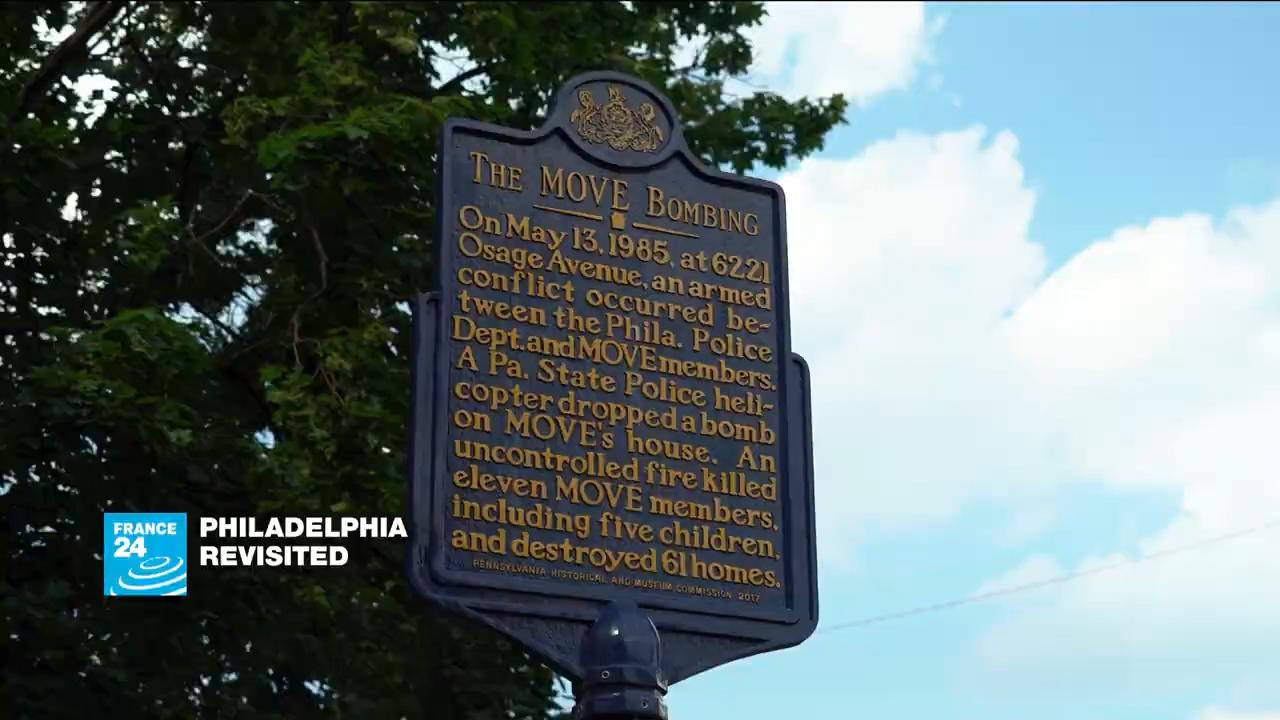 The MOVE Bombing
On May 13, 1985, at 6221
Osage Avenue, an armed
conflict occurred be-
tween the Phila. Police
Dept. and MOVE members.
A Pa. State Police heli-
copter dropped a bomb
on MOVE's house. An
uncontrolled fire killed
eleven MOVE members,
including five children,
and destroyed 61 homes.
PENNSYLVANIA HISTORICAL AND MUSEUM COMMISSION 2017
FRANCE
24
PHILADELPHIA
REVISITED